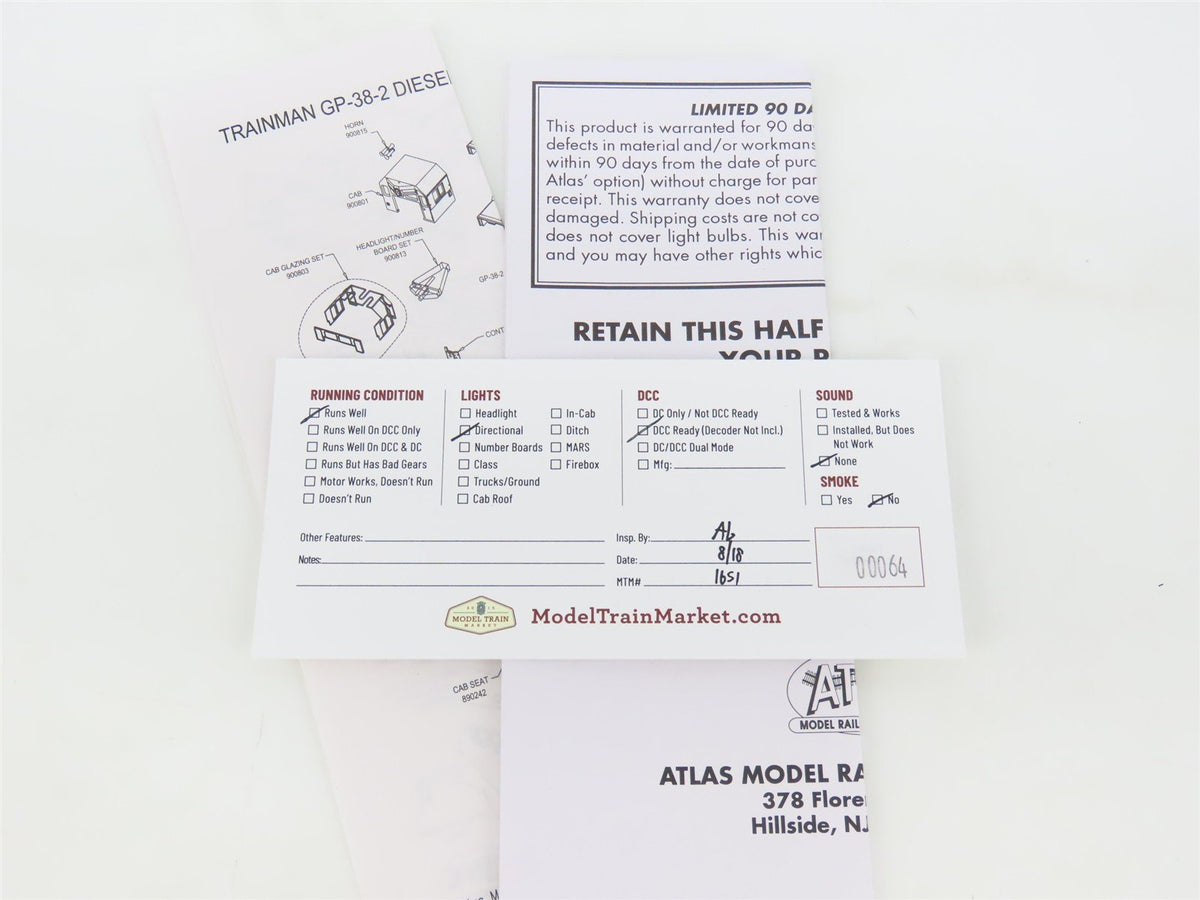 TRAINMAN GP-38-2 DIESEL
HORN
900815
CAB
900801
HEADLIGHT/NUMBER
BOARD SET
900813
CAB GLAZING SET
900803
GP-38-2
CONT
LIMITED 90 DA
This product is warranted for 90 da
defects in material and/or workmans
within 90 days from the date of purc
Atlas' option) without charge for par
receipt. This warranty does not cove
damaged. Shipping costs are not co
does not cover light bulbs. This war
and you may have other rights whic
RETAIN THIS HALF
YOUR R
RUNNING CONDITION
Runs Well
Runs Well On DCC Only
Runs Well On DCC & DC
Runs But Has Bad Gears
Motor Works, Doesn't Run
Doesn't Run
LIGHTS
Headlight
Directional
Number Boards
Class
Trucks/Ground
Cab Roof
In-Cab
Ditch
MARS
Firebox
DCC
DC Only / Not DCC Ready
DCC Ready (Decoder Not Incl.)
DC/DCC Dual Mode
Mfg:
SOUND
Tested & Works
Installed, But Does
Not Work
None
SMOKE
Yes No
Other Features:
Notes:
Insp. By:
Date: 8/18
MTM# 1651
00064
MODEL TRAIN
MARKET
ModelTrainMarket.com
CAB SEAT
890242
AT
MODEL RAIL
ATLAS MODEL RA
378 Flore
Hillside, NJ